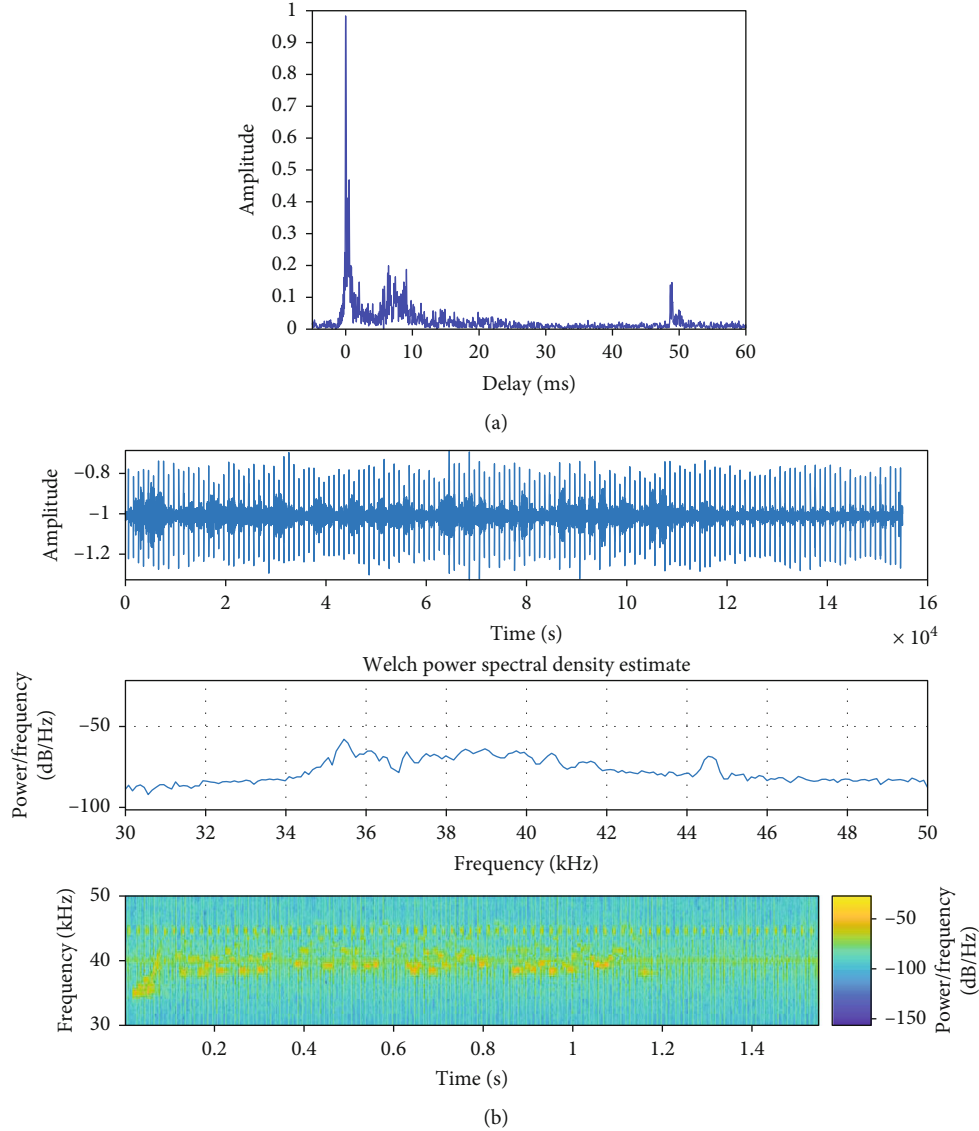 1
0.9
0.8
0.7
0.6
0.5
0.4
0.3
0.2
0.1
0
Amplitude
0 10 20 30 40 50 60
Delay (ms)
(a)
−0.8
−1
−1.2
Amplitude
0 2 4 6 8 10 12 14 16
Time (s)
× 10⁴
Welch power spectral density estimate
−50
−100
Power/frequency
(dB/Hz)
30 32 34 36 38 40 42 44 46 48 50
Frequency (kHz)
50
40
30
Frequency (kHz)
0.2 0.4 0.6 0.8 1 1.2 1.4
Time (s)
−50
−100
−150
Power/frequency
(dB/Hz)
(b)